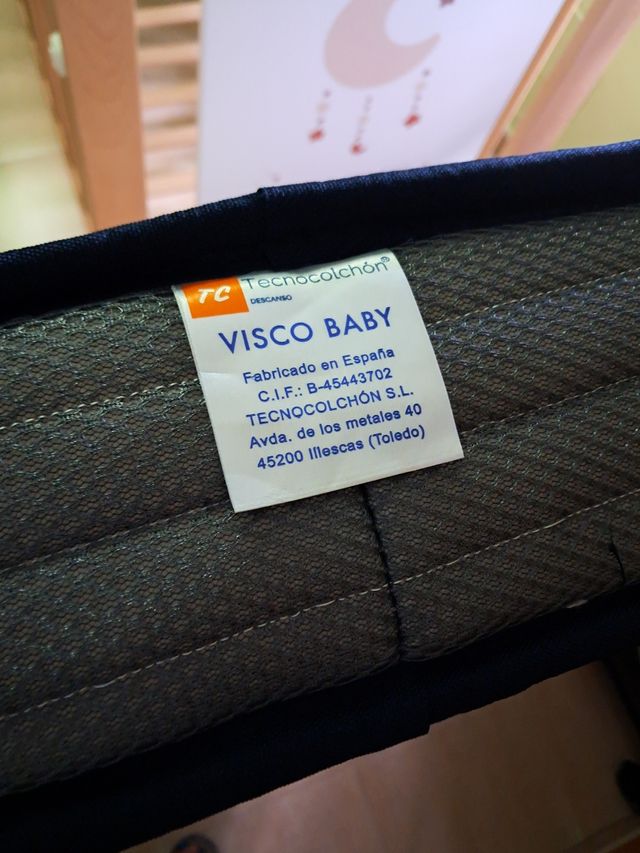 TC Tecnocolchón®
DESCANSO
VISCO BABY
Fabricado en España
C.I.F.: B-45443702
TECNOCOLCHÓN S.L.
Avda. de los metales 40
45200 Illescas (Toledo)